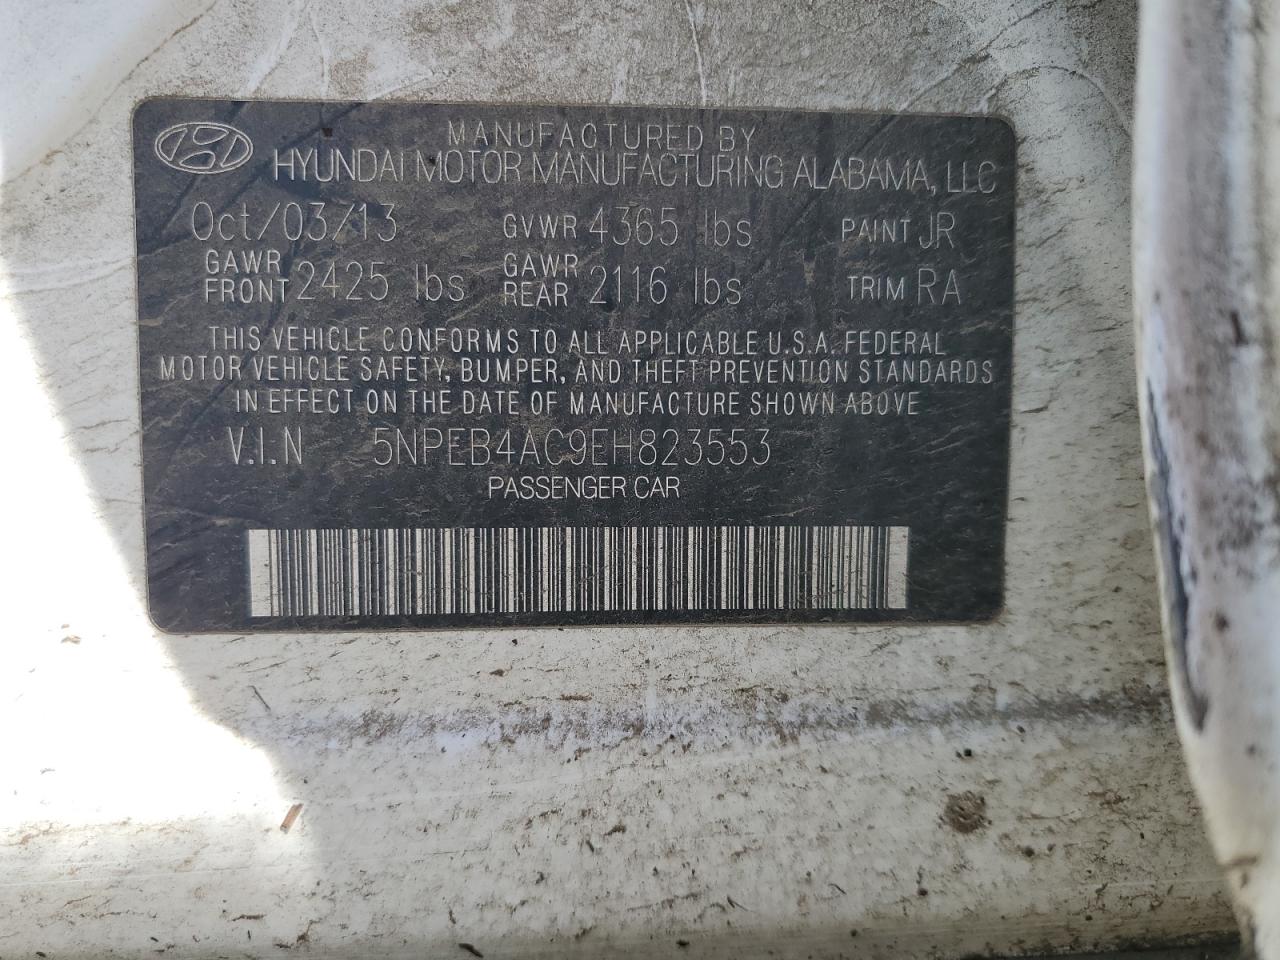 MANUFACTURED BY
HYUNDAI MOTOR MANUFACTURING ALABAMA, LLC
Oct/03/13 GVWR 4365 lbs PAINT JR
GAWR FRONT 2425 lbs GAWR REAR 2116 lbs TRIM RA
THIS VEHICLE CONFORMS TO ALL APPLICABLE U.S.A. FEDERAL
MOTOR VEHICLE SAFETY, BUMPER, AND THEFT PREVENTION STANDARDS
IN EFFECT ON THE DATE OF MANUFACTURE SHOWN ABOVE
V.I.N 5NPEB4AC9EH823553
PASSENGER CAR